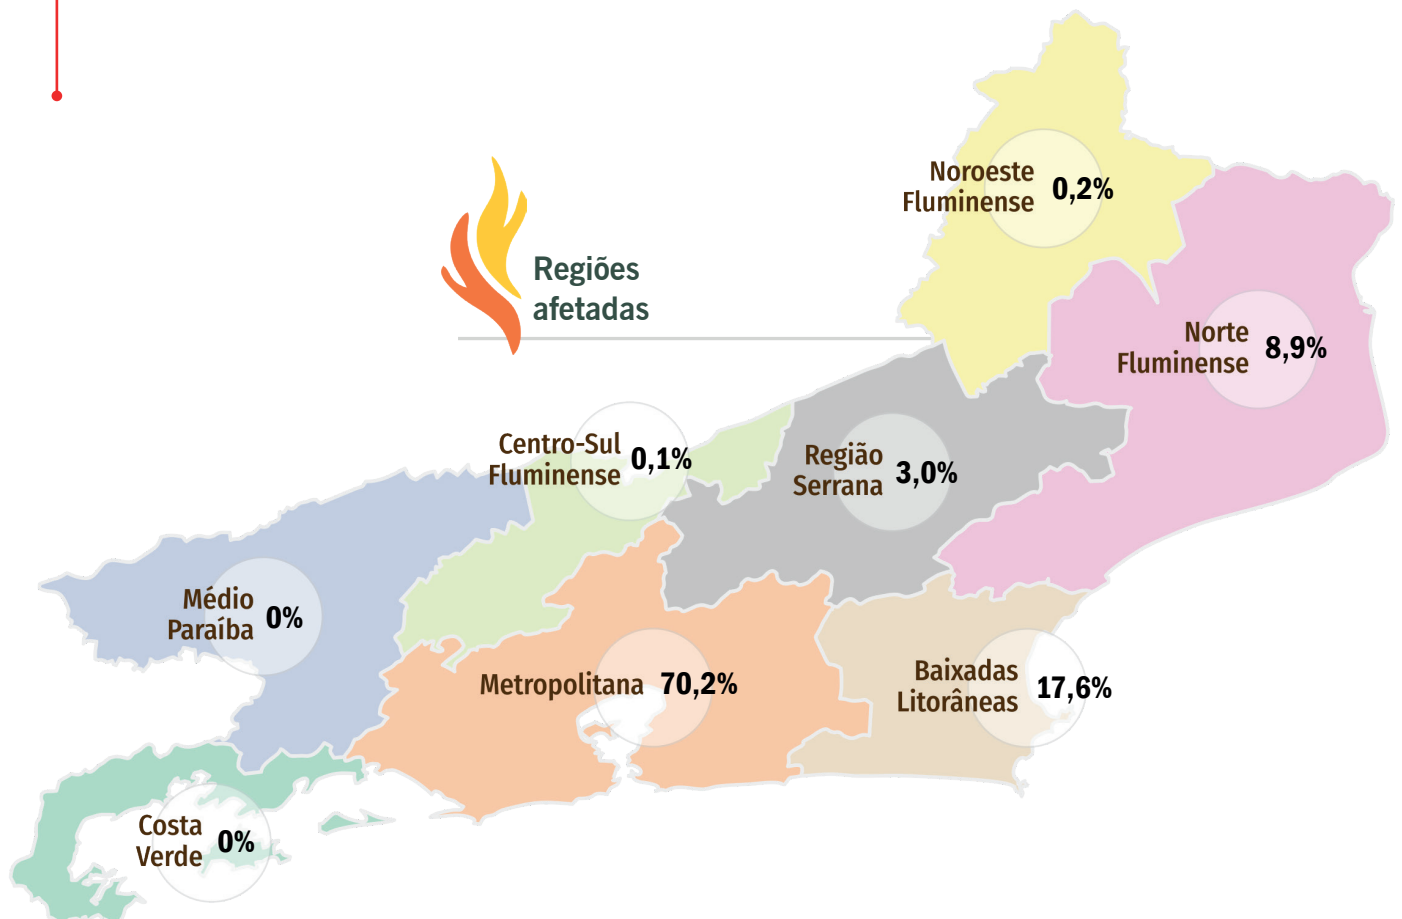 Noroeste
Fluminense
0,2%
Regiões
afetadas
Norte
Fluminense
8,9%
Centro-Sul
Fluminense
0,1%
Região
Serrana
3,0%
Médio
Paraíba
0%
Metropolitana
70,2%
Baixadas
Litorâneas
17,6%
Costa
Verde
0%